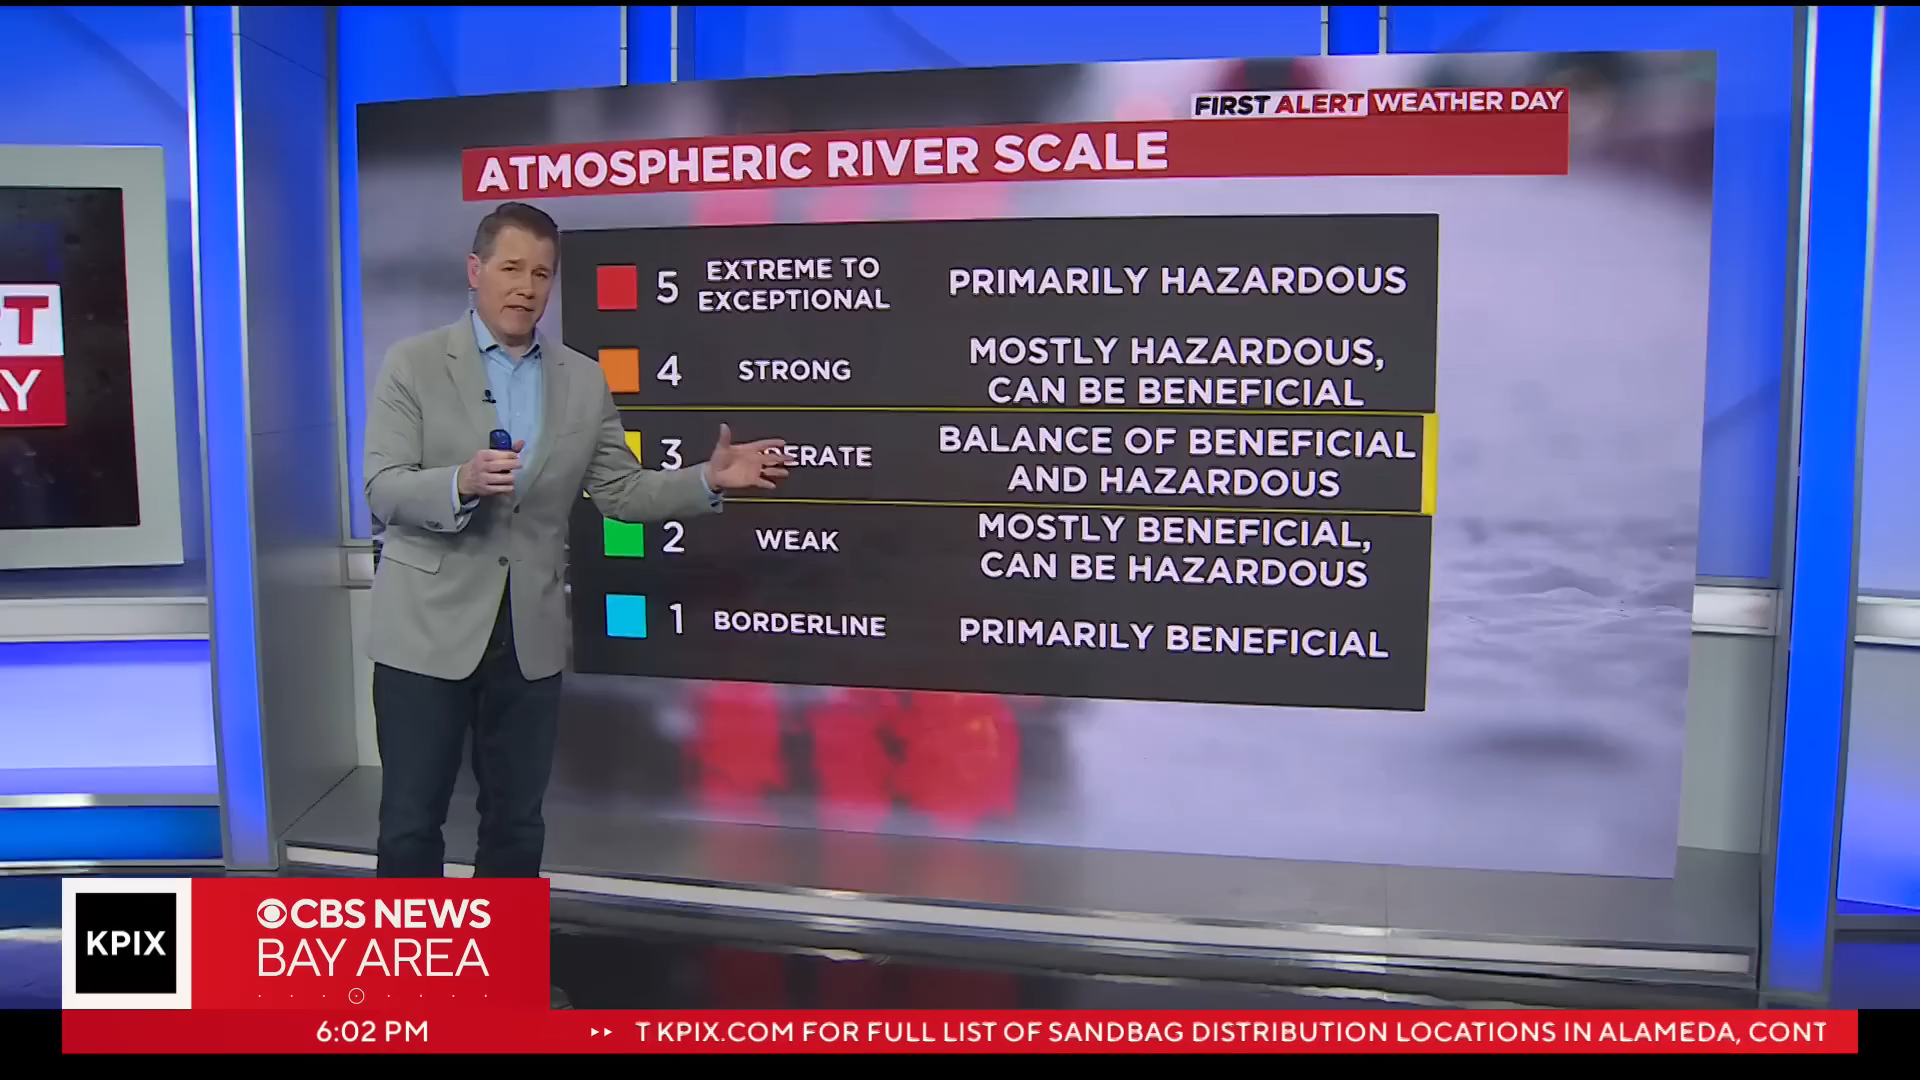 FIRST ALERT WEATHER DAY
ATMOSPHERIC RIVER SCALE
5 EXTREME TO EXCEPTIONAL PRIMARILY HAZARDOUS
4 STRONG MOSTLY HAZARDOUS,
CAN BE BENEFICIAL
3 BALANCE OF BENEFICIAL
AND HAZARDOUS
2 WEAK MOSTLY BENEFICIAL,
CAN BE HAZARDOUS
1 BORDERLINE PRIMARILY BENEFICIAL
KPIX
CBS NEWS
BAY AREA
6:02 PM
T KPIX.COM FOR FULL LIST OF SANDBAG DISTRIBUTION LOCATIONS IN ALAMEDA, CONT